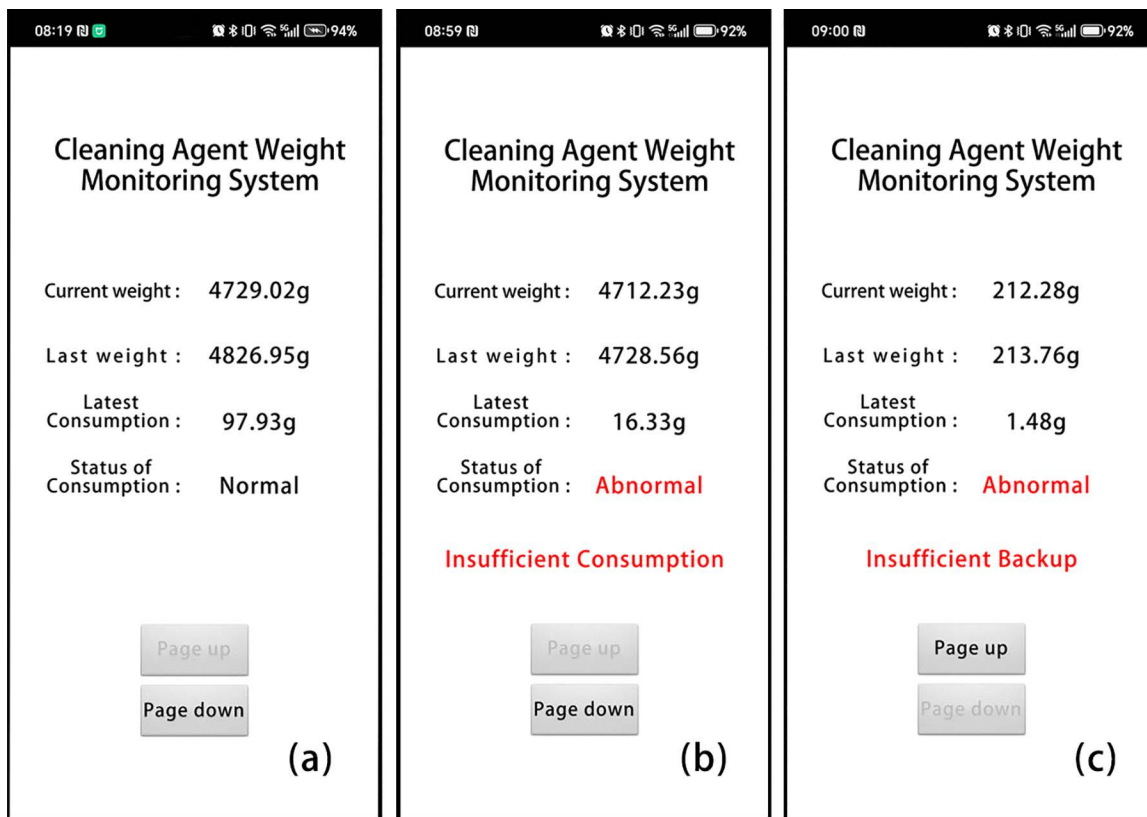 08:19
94%
Cleaning Agent Weight
Monitoring System
Current weight : 4729.02g
Last weight : 4826.95g
Latest
Consumption : 97.93g
Status of
Consumption : Normal
Page up
Page down
(a)
08:59
92%
Cleaning Agent Weight
Monitoring System
Current weight : 4712.23g
Last weight : 4728.56g
Latest
Consumption : 16.33g
Status of
Consumption : Abnormal
Insufficient Consumption
Page up
Page down
(b)
09:00
92%
Cleaning Agent Weight
Monitoring System
Current weight : 212.28g
Last weight : 213.76g
Latest
Consumption : 1.48g
Status of
Consumption : Abnormal
Insufficient Backup
Page up
Page down
(c)